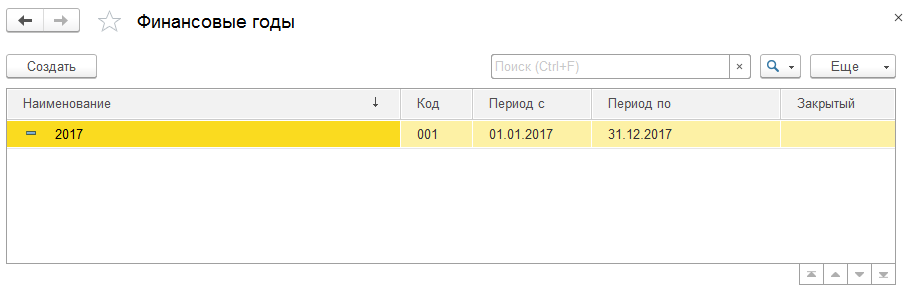 Финансовые годы
Создать Поиск (Ctrl+F) × Еще
Наименование ↓ Код Период с Период по Закрытый
2017 001 01.01.2017 31.12.2017